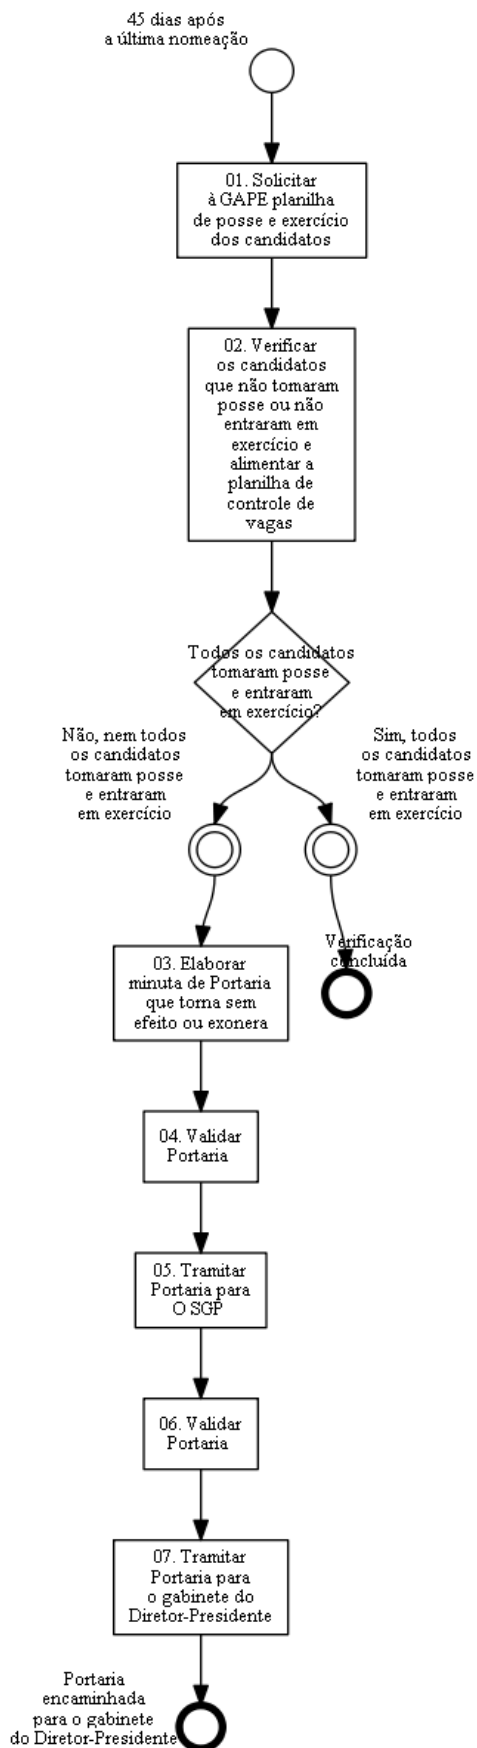 45 dias após
a última nomeação
01. Solicitar
à GAPE planilha
de posse e exercício
dos candidatos
02. Verificar
os candidatos
que não tomaram
posse ou não
entraram em
exercício e
alimentar a
planilha de
controle de
vagas
Todos os candidatos
tomaram posse
e entraram
em exercício?
Não, nem todos
os candidatos
tomaram posse
e entraram
em exercício
Sim, todos
os candidatos
tomaram posse
e entraram
em exercício
Verificação
concluída
03. Elaborar
minuta de Portaria
que torna sem
efeito ou exonera
04. Validar
Portaria
05. Tramitar
Portaria para
O SGP
06. Validar
Portaria
07. Tramitar
Portaria para
o gabinete do
Diretor-Presidente
Portaria
encaminhada
para o gabinete
do Diretor-Presidente